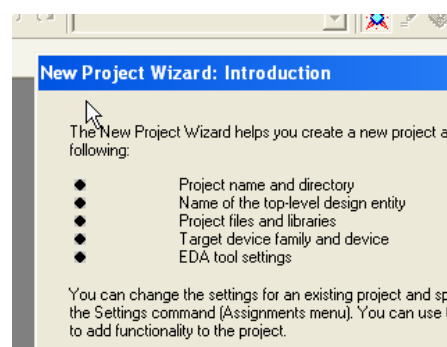 New Project Wizard: Introduction
The New Project Wizard helps you create a new project a
following:
Project name and directory
Name of the top-level design entity
Project files and libraries
Target device family and device
EDA tool settings
You can change the settings for an existing project and sp
the Settings command (Assignments menu). You can use
to add functionality to the project.